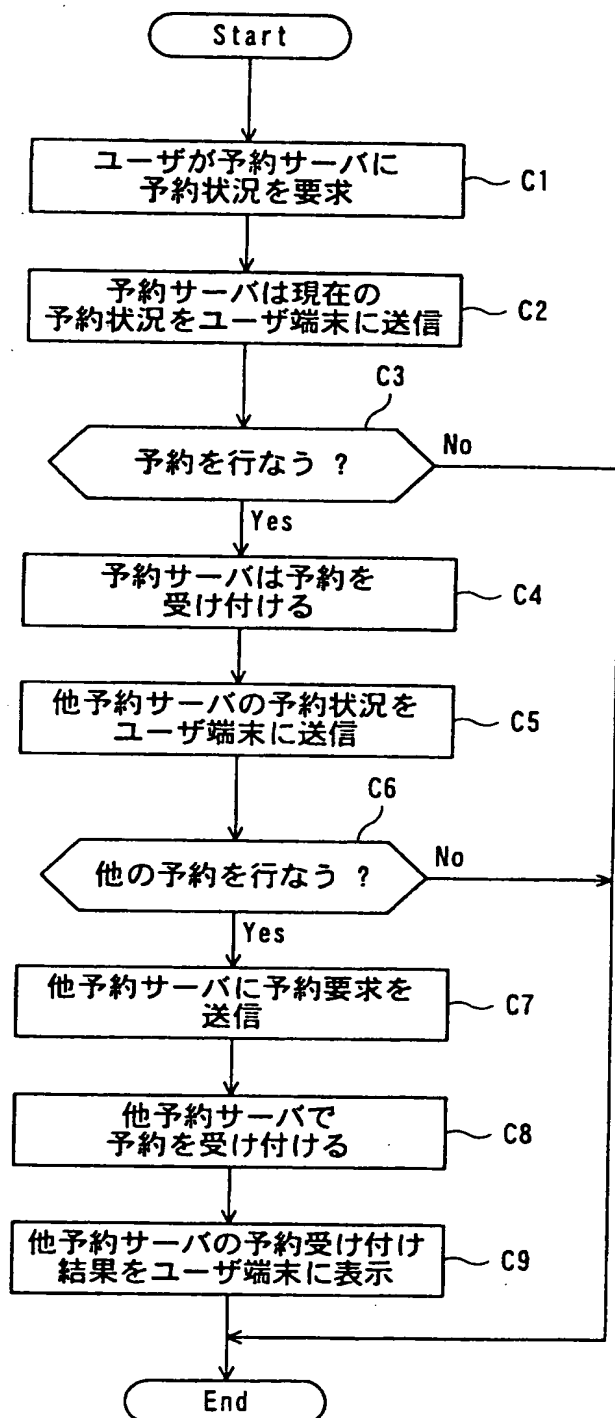 Start
ユーザが予約サーバに
予約状況を要求
C1
予約サーバは現在の
予約状況をユーザ端末に送信
C2
C3
予約を行なう ?
No
Yes
予約サーバは予約を
受け付ける
C4
他予約サーバの予約状況を
ユーザ端末に送信
C5
C6
他の予約を行なう ?
No
Yes
他予約サーバに予約要求を
送信
C7
他予約サーバで
予約を受け付ける
C8
他予約サーバの予約受け付け
結果をユーザ端末に表示
C9
End